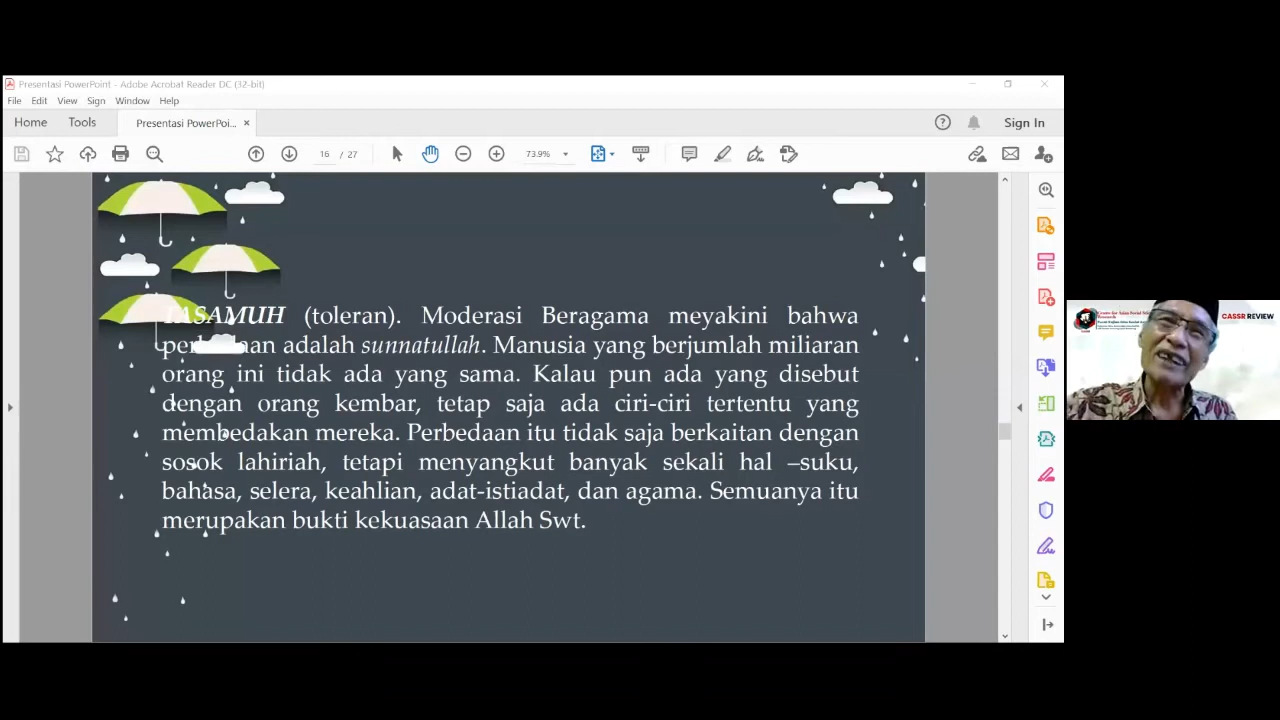 Presentasi PowerPoint - Adobe Acrobat Reader DC (32-bit)
File Edit View Sign Window Help
Home Tools Presentasi PowerPoi... × Sign In
16 / 27 73.9%
TASAMUH (toleran). Moderasi Beragama meyakini bahwa
perbedaan adalah sunnatullah. Manusia yang berjumlah miliaran
orang ini tidak ada yang sama. Kalau pun ada yang disebut
dengan orang kembar, tetap saja ada ciri-ciri tertentu yang
membedakan mereka. Perbedaan itu tidak saja berkaitan dengan
sosok lahiriah, tetapi menyangkut banyak sekali hal –suku,
bahasa, selera, keahlian, adat-istiadat, dan agama. Semuanya itu
merupakan bukti kekuasaan Allah Swt.
CASSR REVIEW